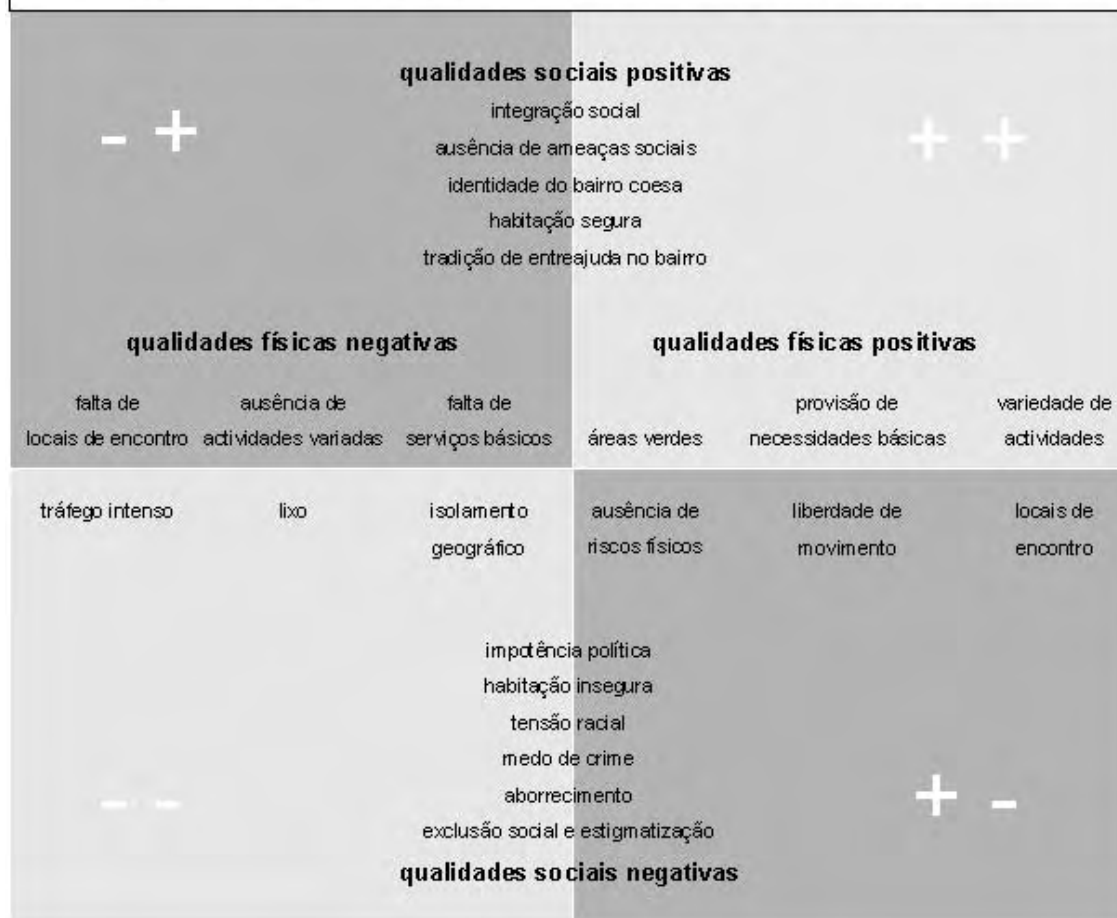 qualidades sociais positivas
- +
+ +
integração social
ausência de ameaças sociais
identidade do bairro coesa
habitação segura
tradição de entreajuda no bairro
qualidades físicas negativas
qualidades físicas positivas
falta de
locais de encontro
ausência de
actividades variadas
falta de
serviços básicos
áreas verdes
provisão de
necessidades básicas
variedade de
actividades
tráfego intenso
lixo
isolamento
geográfico
ausência de
riscos físicos
liberdade de
movimento
locais de
encontro
impotência política
habitação insegura
tensão racial
medo de crime
aborrecimento
exclusão social e estigmatização
- -
+ -
qualidades sociais negativas